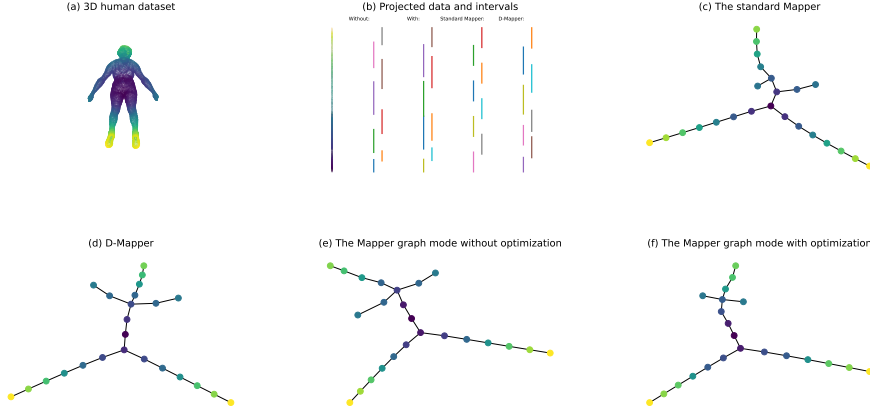 (a) 3D human dataset
(b) Projected data and intervals
Without:
With:
Standard Mapper:
D-Mapper:
(c) The standard Mapper
(d) D-Mapper
(e) The Mapper graph mode without optimization
(f) The Mapper graph mode with optimization